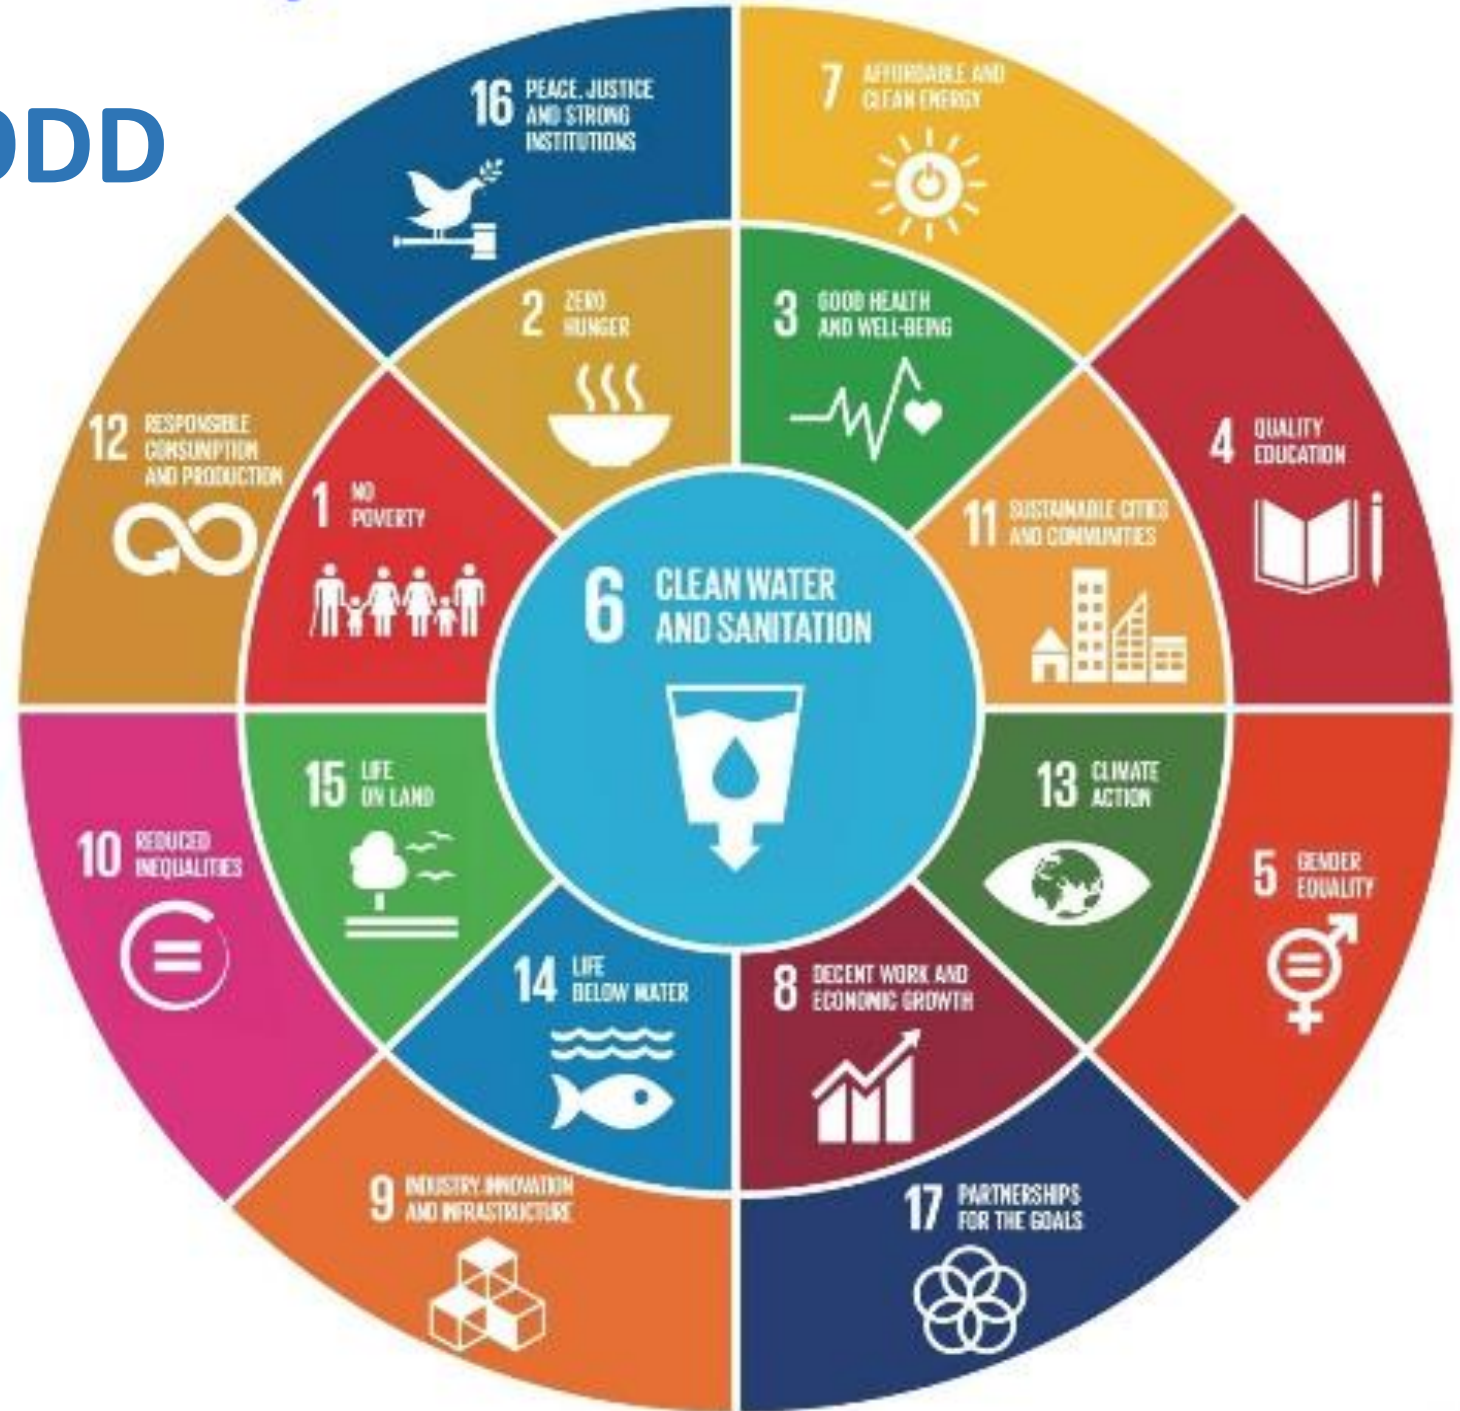 ODD
16 PEACE, JUSTICE
AND STRONG
INSTITUTIONS
7 AFFORDABLE AND
CLEAN ENERGY
2 ZERO
HUNGER
3 GOOD HEALTH
AND WELL-BEING
12 RESPONSIBLE
CONSUMPTION
AND PRODUCTION
1 NO
POVERTY
6 CLEAN WATER
AND SANITATION
11 SUSTAINABLE CITIES
AND COMMUNITIES
4 QUALITY
EDUCATION
10 REDUCED
INEQUALITIES
15 LIFE
ON LAND
13 CLIMATE
ACTION
5 GENDER
EQUALITY
14 LIFE
BELOW WATER
8 DECENT WORK AND
ECONOMIC GROWTH
9 INDUSTRY, INNOVATION
AND INFRASTRUCTURE
17 PARTNERSHIPS
FOR THE GOALS